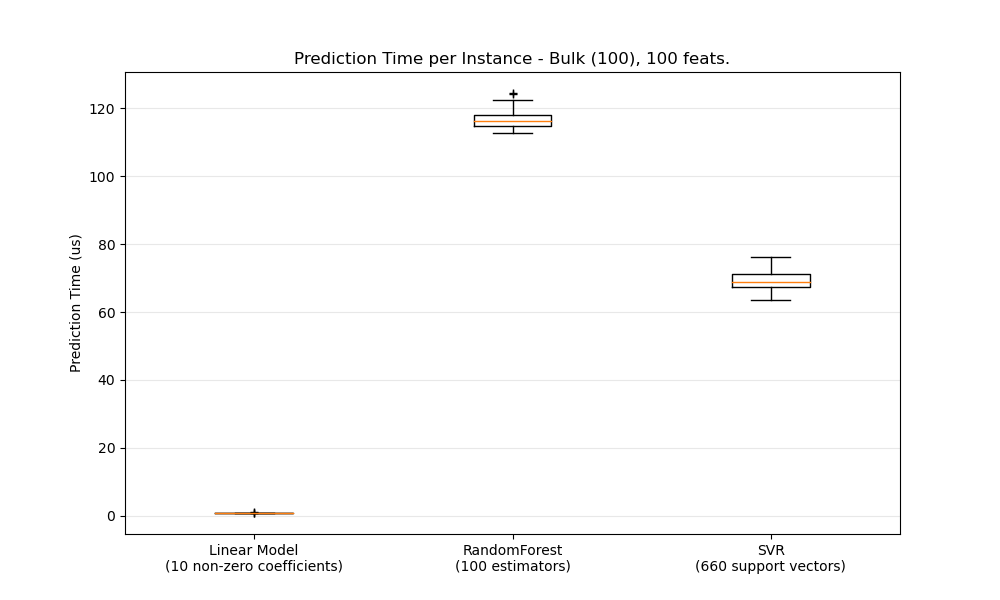 Prediction Time per Instance - Bulk (100), 100 feats.
Prediction Time (us)
120
100
80
60
40
20
0
Linear Model
(10 non-zero coefficients)
RandomForest
(100 estimators)
SVR
(660 support vectors)